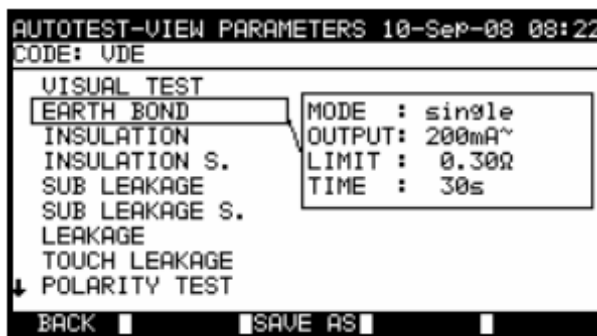 AUTOTEST-VIEW PARAMETERS 10-Sep-08 08:22
CODE: VDE
VISUAL TEST
EARTH BOND
INSULATION
INSULATION S.
SUB LEAKAGE
SUB LEAKAGE S.
LEAKAGE
TOUCH LEAKAGE
POLARITY TEST
MODE : single
OUTPUT: 200mA~
LIMIT : 0.30Ω
TIME : 30s
BACK SAVE AS